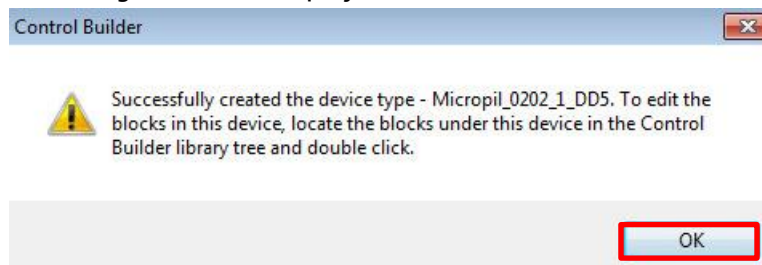 Control Builder
Successfully created the device type - Micropil_0202_1_DD5. To edit the
blocks in this device, locate the blocks under this device in the Control
Builder library tree and double click.
OK